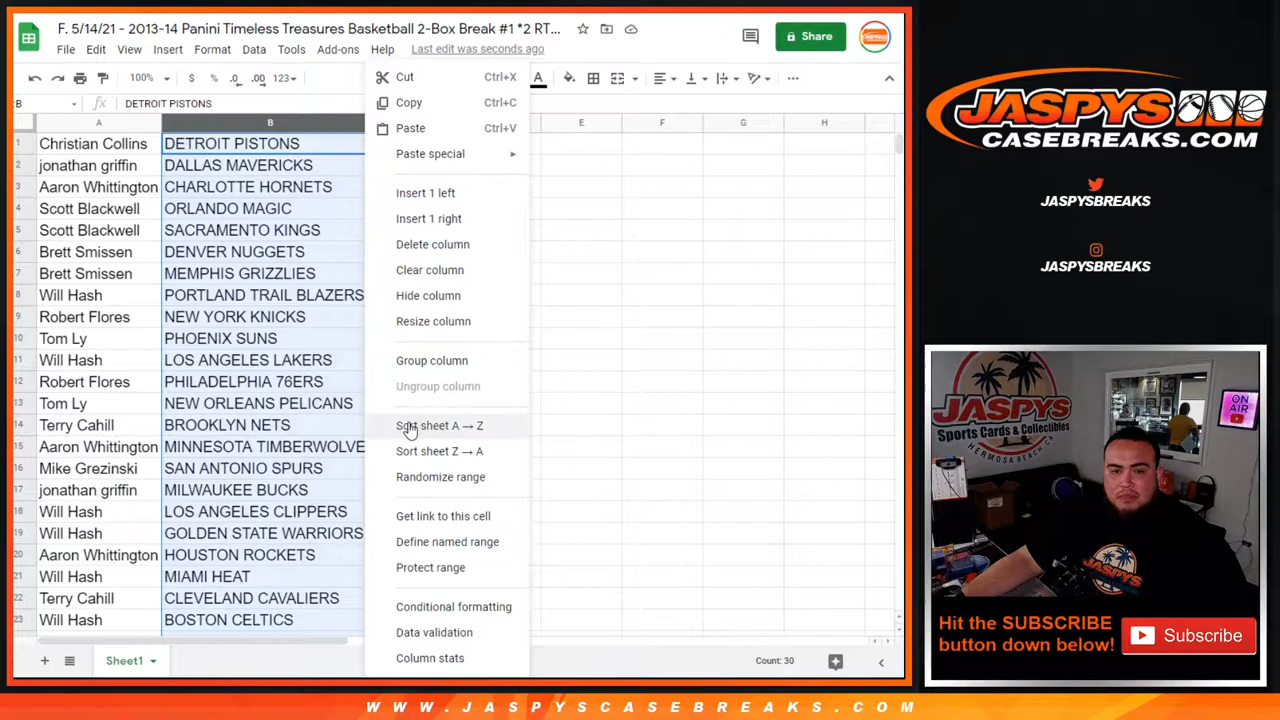 F. 5/14/21 - 2013-14 Panini Timeless Treasures Basketball 2-Box Break #1 *2 RT...
File Edit View Insert Format Data Tools Add-ons Help Last edit was seconds ago
Share
100% $ % .0 .00 123
:B fx DETROIT PISTONS
A B E F G H
1 Christian Collins DETROIT PISTONS
2 jonathan griffin DALLAS MAVERICKS
3 Aaron Whittington CHARLOTTE HORNETS
4 Scott Blackwell ORLANDO MAGIC
5 Scott Blackwell SACRAMENTO KINGS
6 Brett Smissen DENVER NUGGETS
7 Brett Smissen MEMPHIS GRIZZLIES
8 Will Hash PORTLAND TRAIL BLAZERS
9 Robert Flores NEW YORK KNICKS
10 Tom Ly PHOENIX SUNS
11 Will Hash LOS ANGELES LAKERS
12 Robert Flores PHILADELPHIA 76ERS
13 Tom Ly NEW ORLEANS PELICANS
14 Terry Cahill BROOKLYN NETS
15 Aaron Whittington MINNESOTA TIMBERWOLVE
16 Mike Grezinski SAN ANTONIO SPURS
17 jonathan griffin MILWAUKEE BUCKS
18 Will Hash LOS ANGELES CLIPPERS
19 Will Hash GOLDEN STATE WARRIORS
20 Aaron Whittington HOUSTON ROCKETS
21 Will Hash MIAMI HEAT
22 Terry Cahill CLEVELAND CAVALIERS
23 Will Hash BOSTON CELTICS
Cut Ctrl+X
Copy Ctrl+C
Paste Ctrl+V
Paste special
Insert 1 left
Insert 1 right
Delete column
Clear column
Hide column
Resize column
Group column
Ungroup column
Sort sheet A → Z
Sort sheet Z → A
Randomize range
Get link to this cell
Define named range
Protect range
Conditional formatting
Data validation
Column stats
Sheet1
Count: 30
JASPYS
CASEBREAKS.COM
JASPYSBREAKS
JASPYSBREAKS
JASPYS
Sports Cards & Collectibles
HERMOSA BEACH
ON AIR
JASPYS
Hit the SUBSCRIBE
button down below!
Subscribe
WWW.JASPYSCASEBREAKS.COM